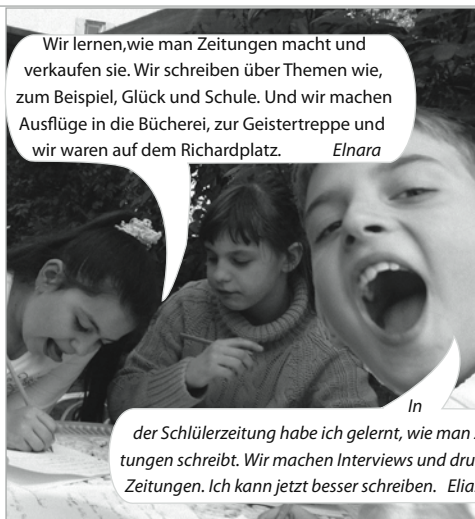 Wir lernen,wie man Zeitungen macht und
verkaufen sie. Wir schreiben über Themen wie,
zum Beispiel, Glück und Schule. Und wir machen
Ausflüge in die Bücherei, zur Geistertreppe und
wir waren auf dem Richardplatz. Elnara
In
der Schlülerzeitung habe ich gelernt, wie man
tungen schreibt. Wir machen Interviews und
Zeitungen. Ich kann jetzt besser schreiben.